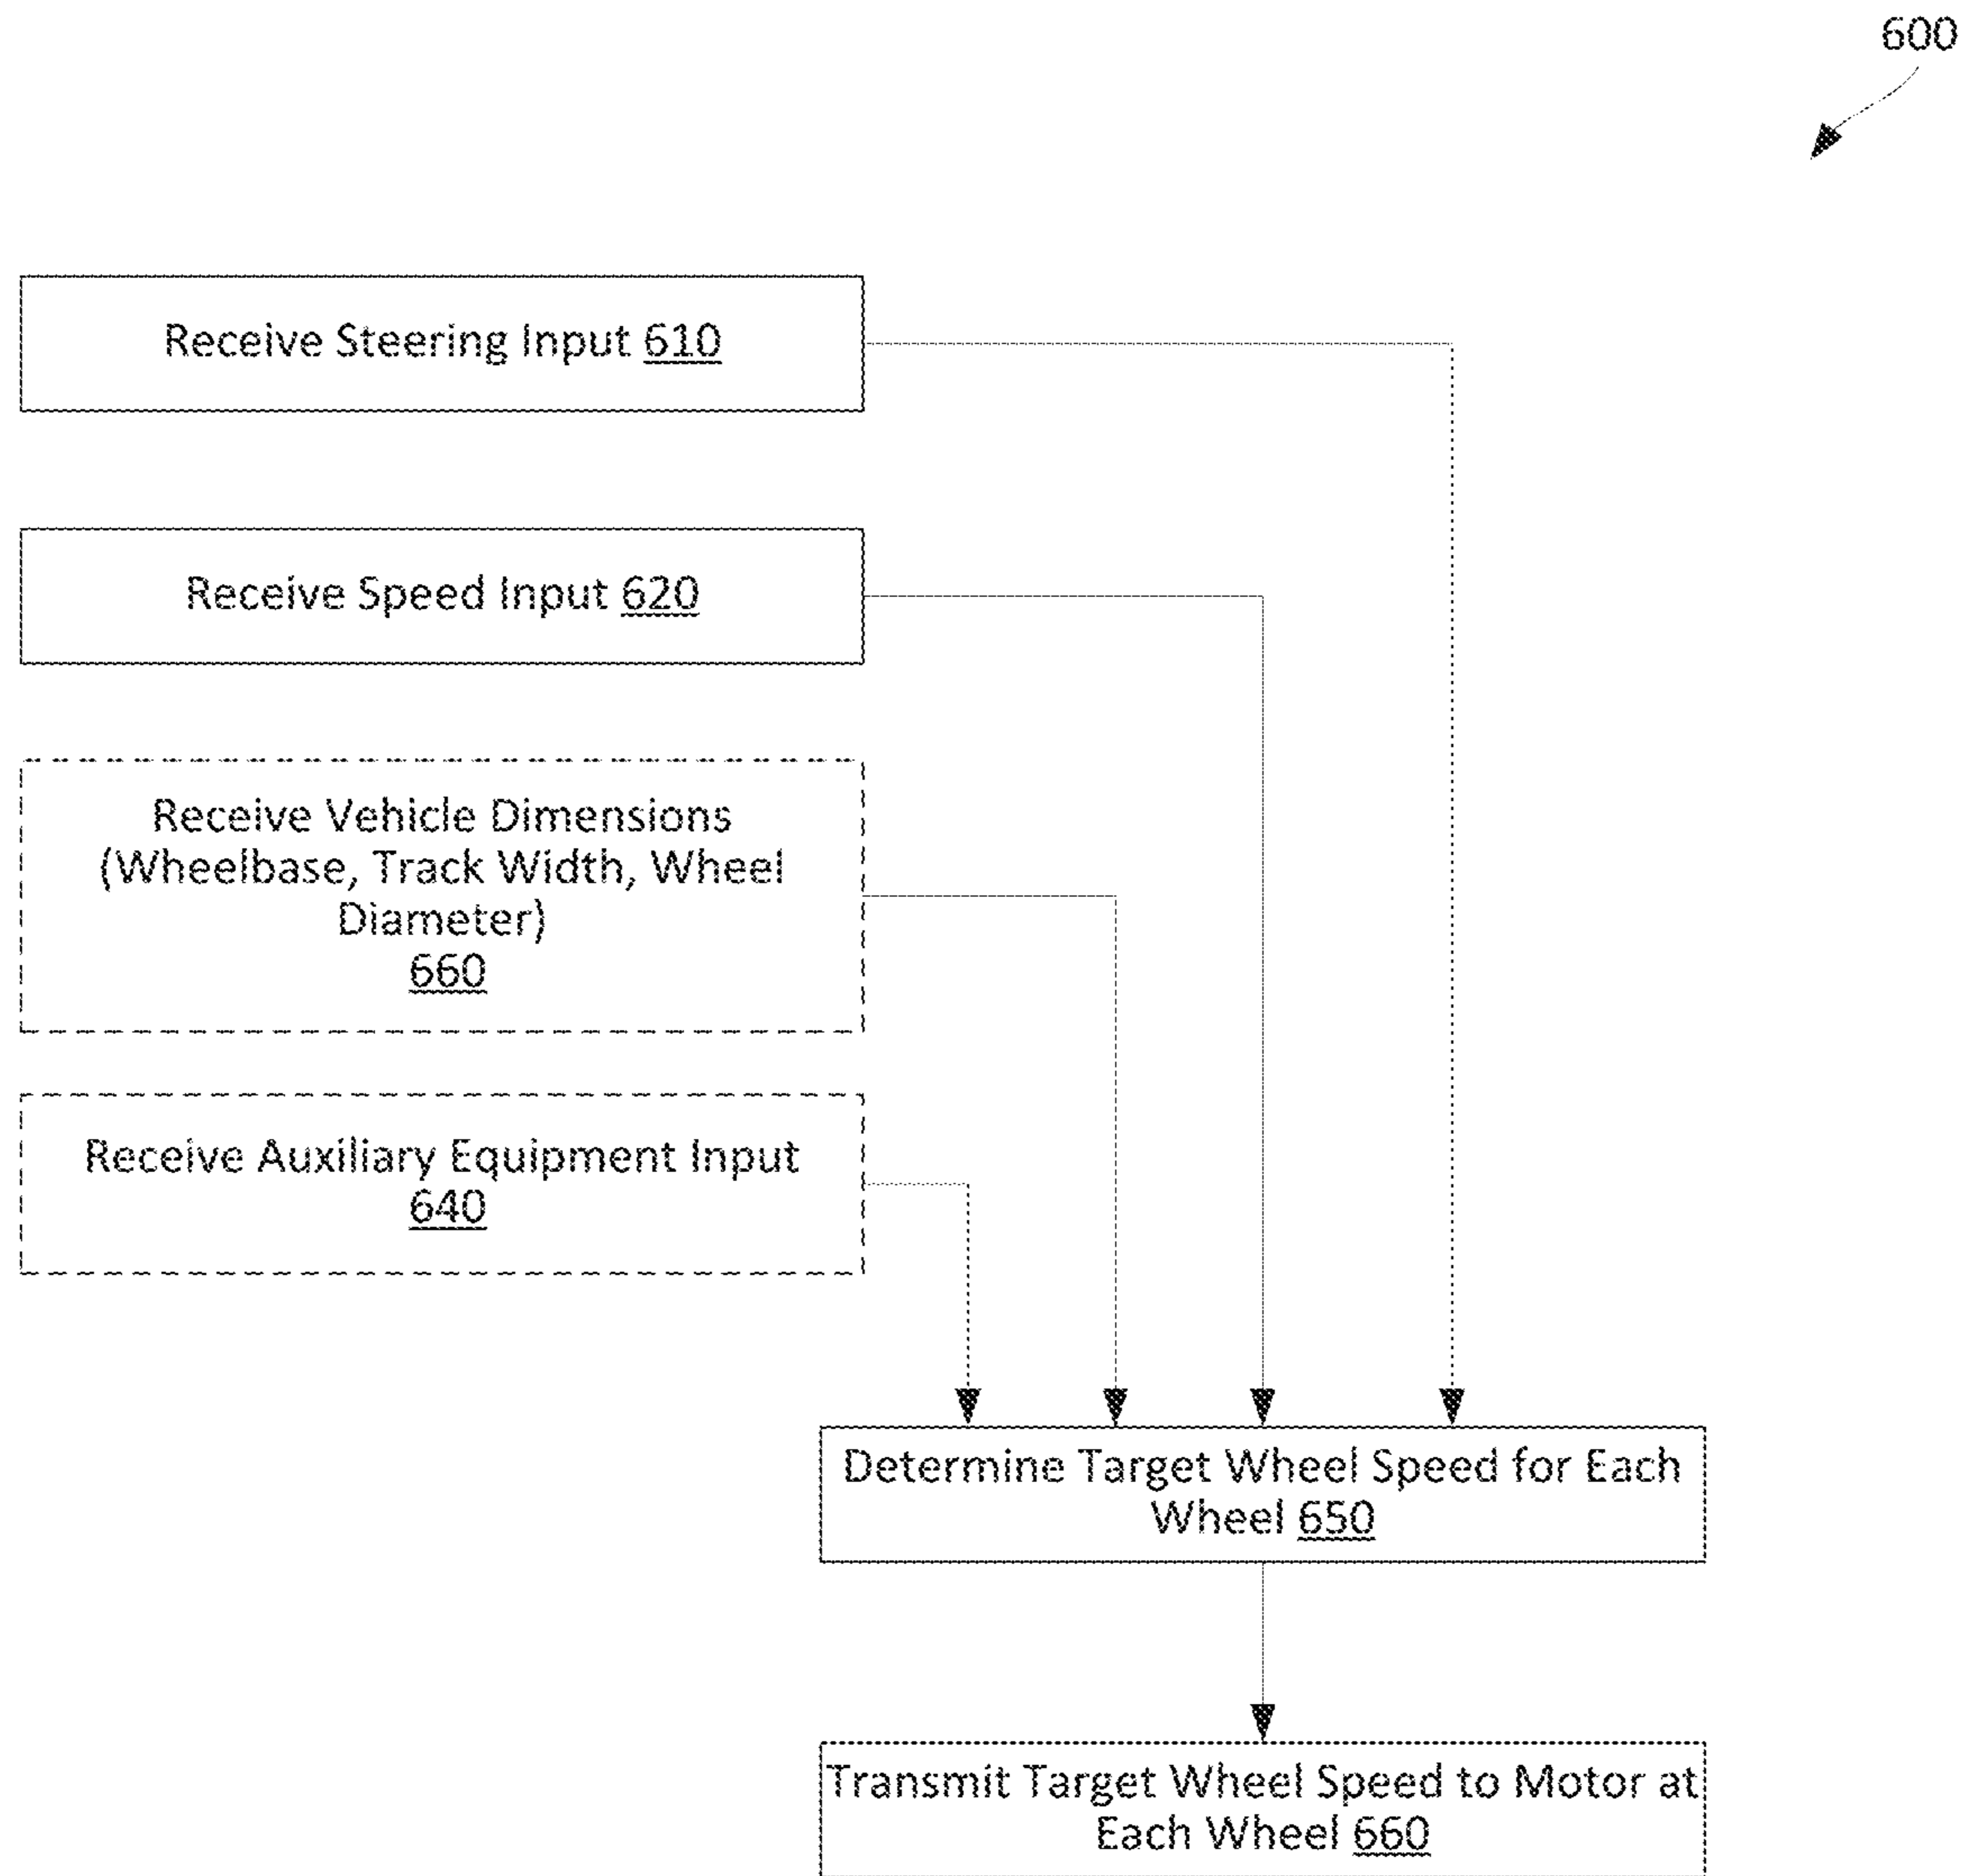 600
Receive Steering Input 610
Receive Speed Input 620
Receive Vehicle Dimensions
(Wheelbase, Track Width, Wheel
Diameter)
660
Receive Auxiliary Equipment Input
640
Determine Target Wheel Speed for Each
Wheel 650
Transmit Target Wheel Speed to Motor at
Each Wheel 660